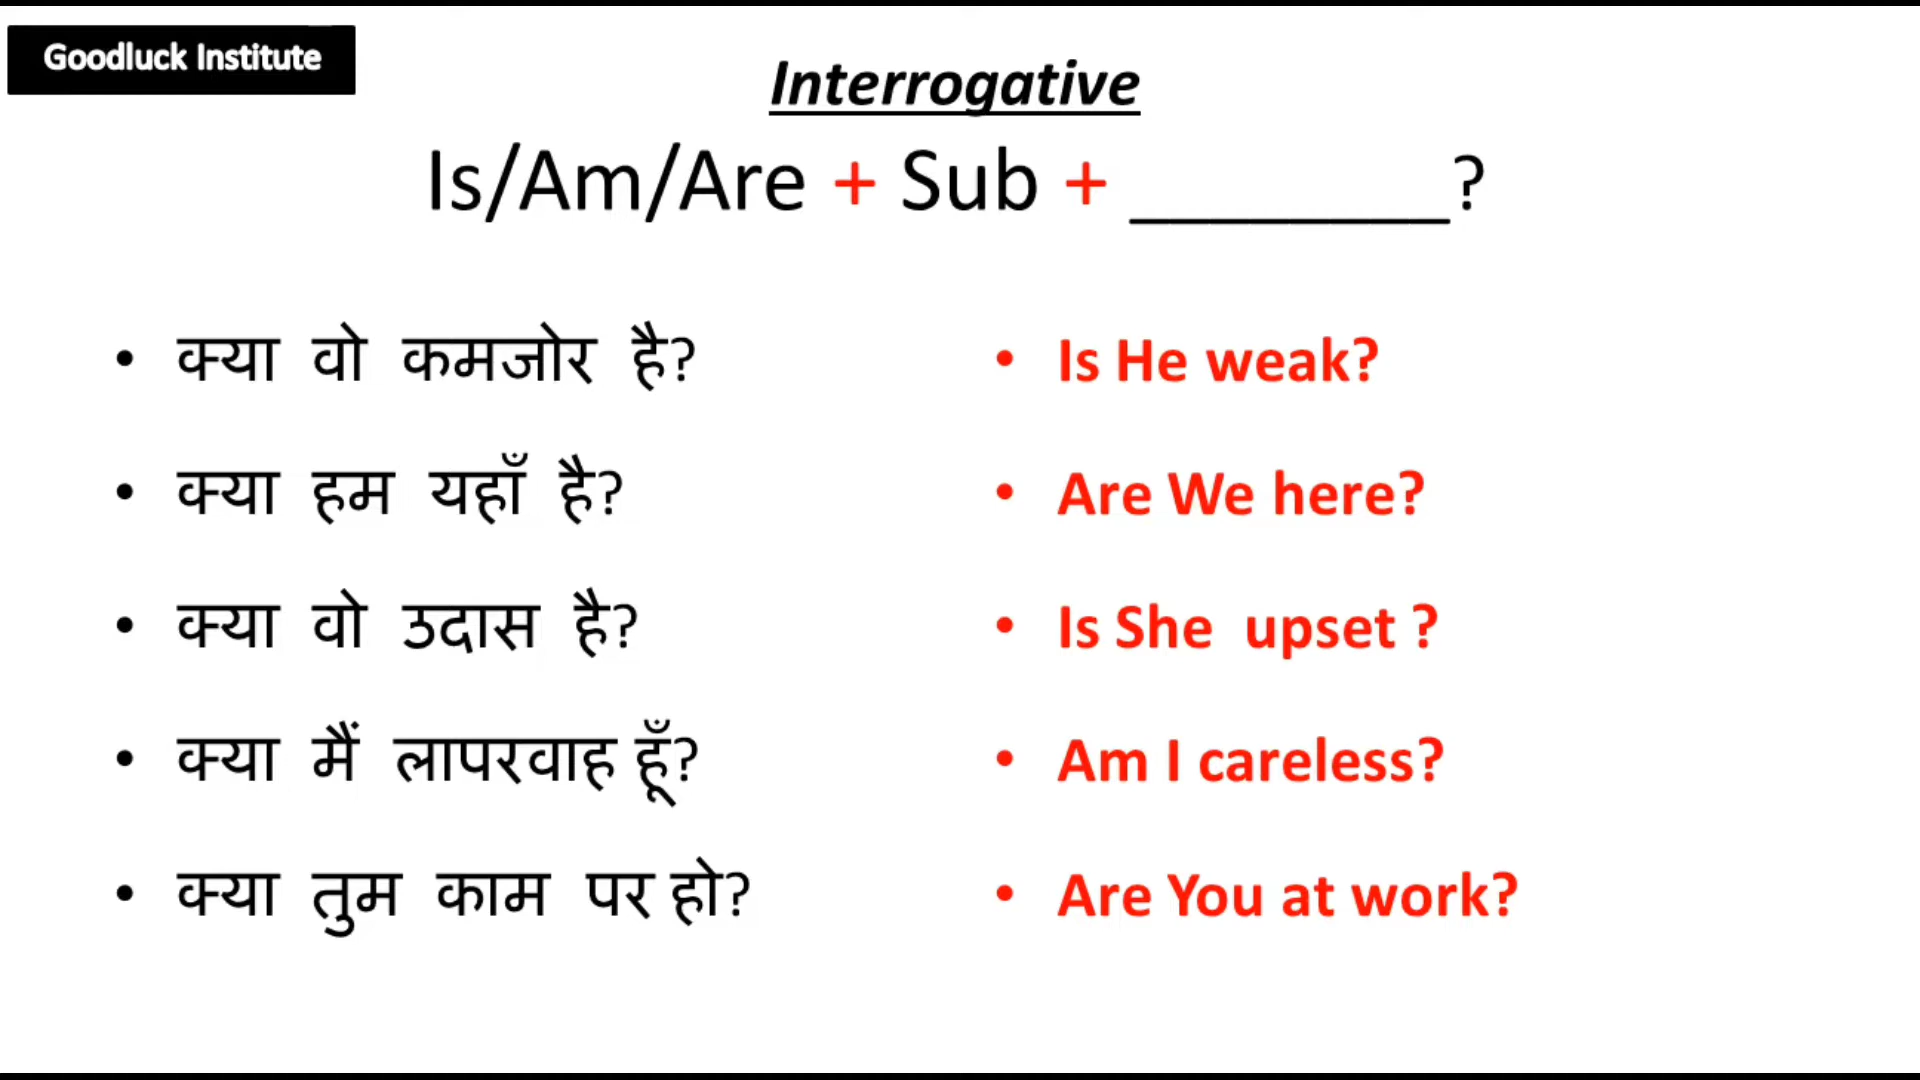 Goodluck Institute
Interrogative
Is/Am/Are + Sub + ________?
• क्या वो कमजोर है?
• Is He weak?
• क्या हम यहाँ है?
• Are We here?
• क्या वो उदास है?
• Is She upset ?
• क्या मैं लापरवाह हूँ?
• Am I careless?
• क्या तुम काम पर हो?
• Are You at work?